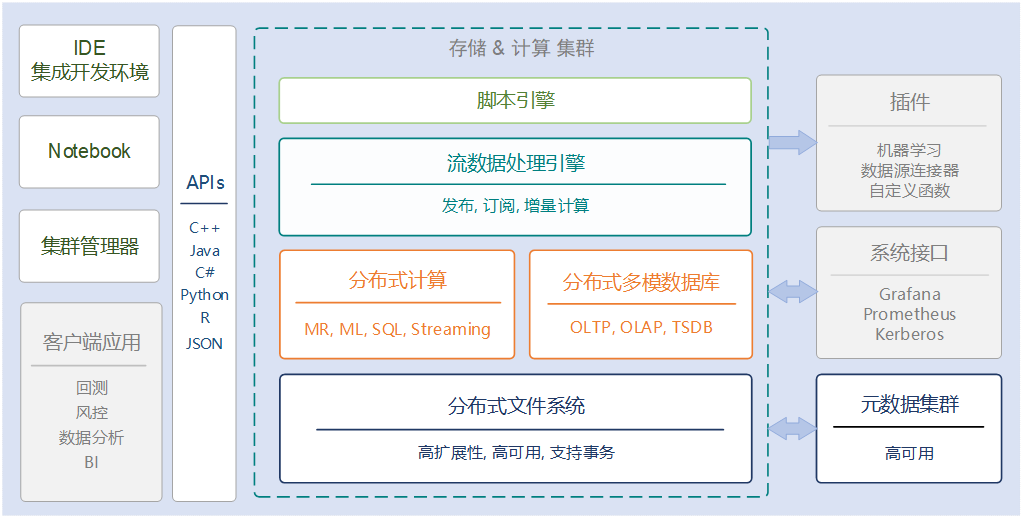 IDE
集成开发环境
Notebook
集群管理器
客户端应用
回测
风控
数据分析
BI
APIs
C++
Java
C#
Python
R
JSON
存储 & 计算 集群
脚本引擎
流数据处理引擎
发布, 订阅, 增量计算
分布式计算
MR, ML, SQL, Streaming
分布式多模数据库
OLTP, OLAP, TSDB
分布式文件系统
高扩展性, 高可用, 支持事务
插件
机器学习
数据源连接器
自定义函数
系统接口
Grafana
Prometheus
Kerberos
元数据集群
高可用